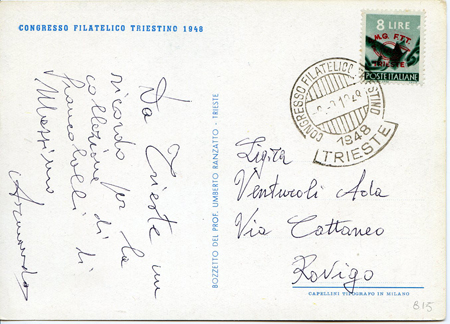 CONGRESSO FILATELICO TRIESTINO 1948
8 LIRE
A.M.G. F.T.T.
TRIESTE
POSTE ITALIANE
CONGRESSO FILATELICO TRIESTINO
1948
TRIESTE
Da Trieste un
ricordo per la
collezione di
francobolli di
Massimo
Armando
BOZZETTO DEL PROF. UMBERTO RANZATTO - TRIESTE
Venturoli Ada
Via Cattaneo
Rovigo
CAPELLINI TIPOGRAFO IN MILANO
815